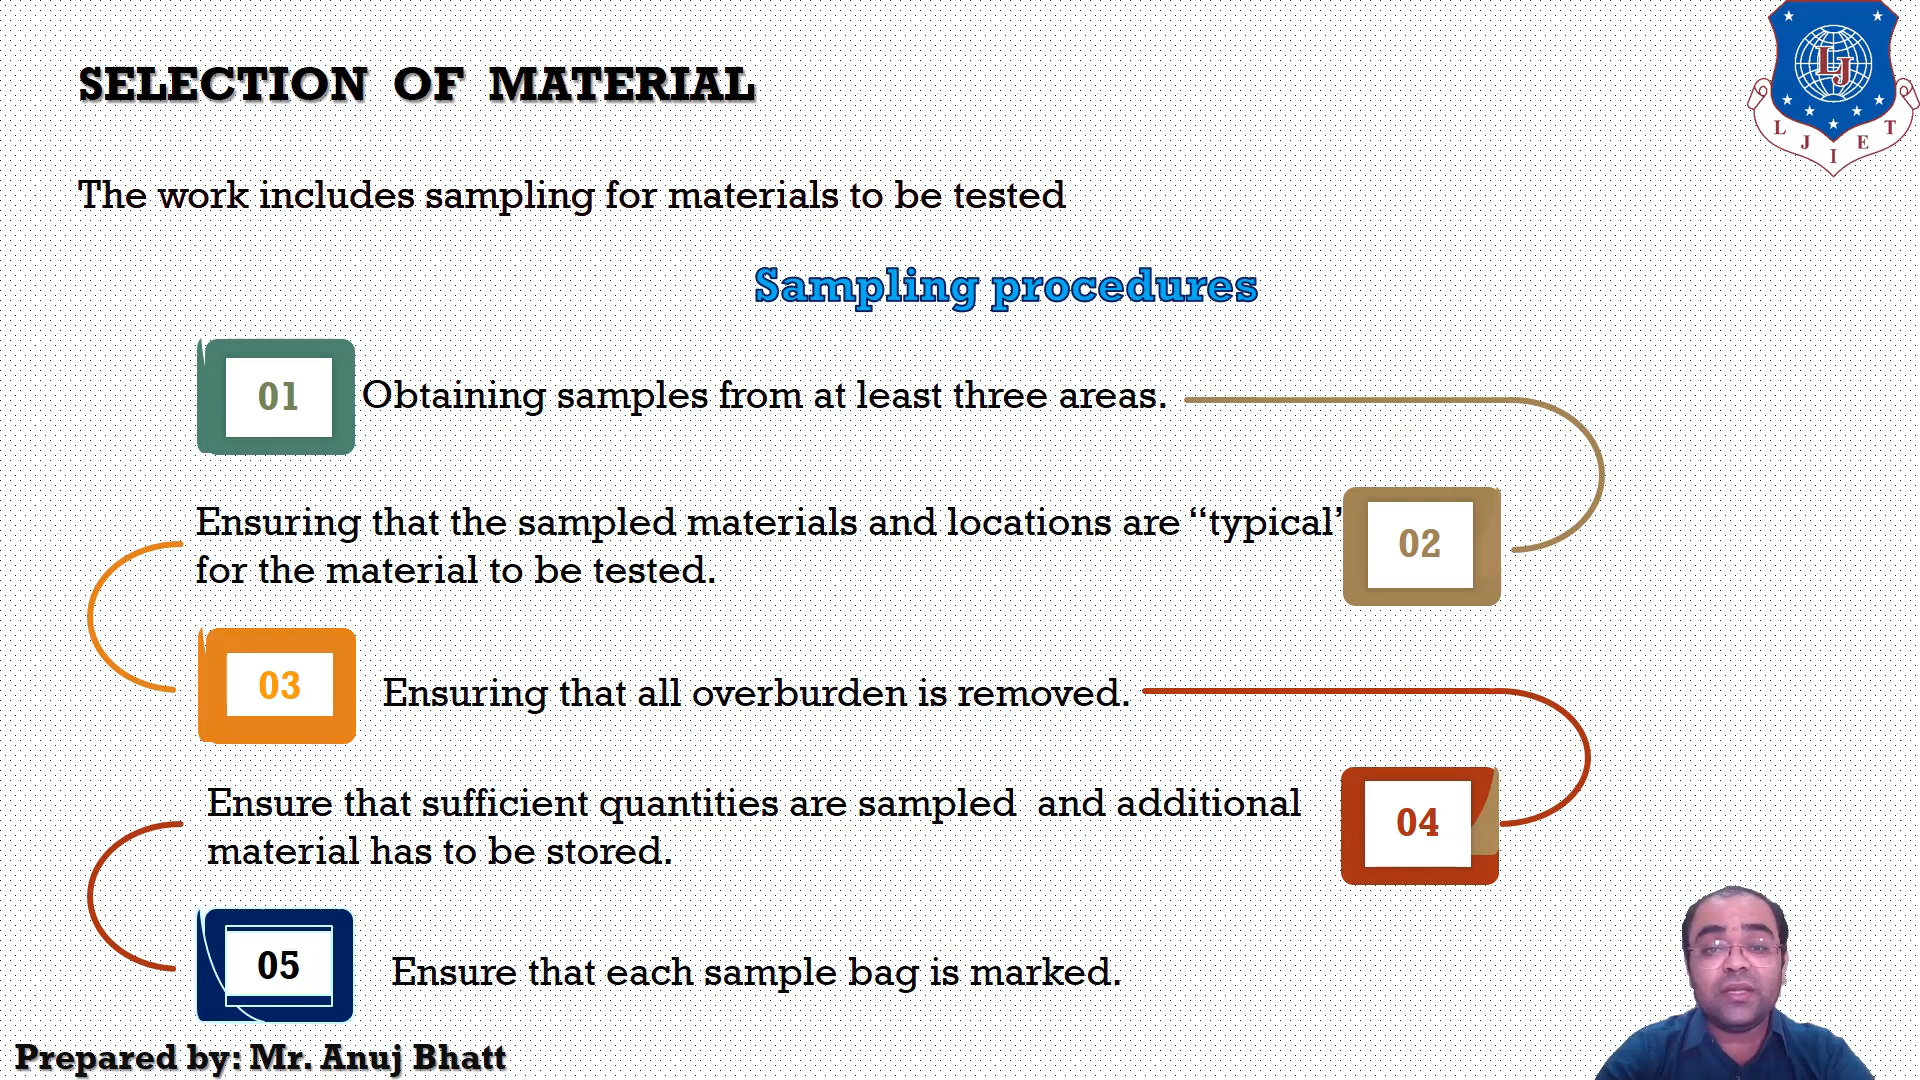 SELECTION OF MATERIAL
L J I E T
LJ
The work includes sampling for materials to be tested
Sampling procedures
01
Obtaining samples from at least three areas.
Ensuring that the sampled materials and locations are “typical’
for the material to be tested.
02
03
Ensuring that all overburden is removed.
Ensure that sufficient quantities are sampled and additional
material has to be stored.
04
05
Ensure that each sample bag is marked.
Prepared by: Mr. Anuj Bhatt